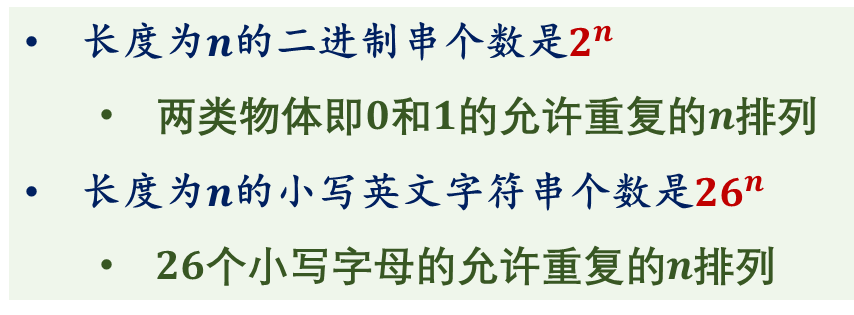 • 长度为n的二进制串个数是2ⁿ
• 两类物体即0和1的允许重复的n排列
• 长度为n的小写英文字符串个数是26ⁿ
• 26个小写字母的允许重复的n排列